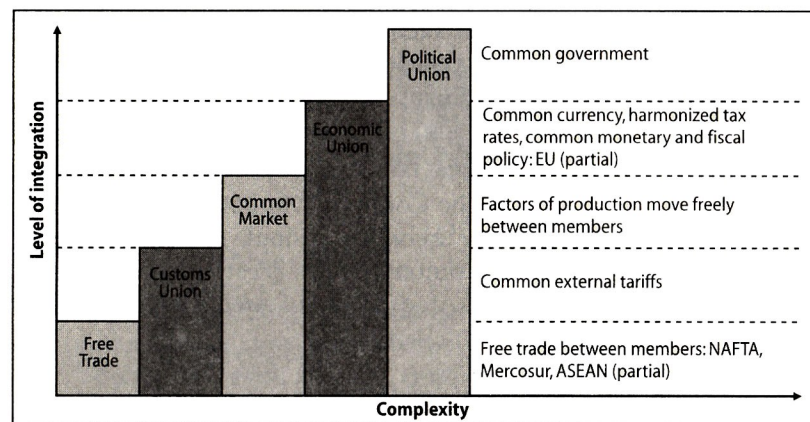 Level of integration
Political
Union
Common government
Economic
Union
Common currency, harmonized tax
rates, common monetary and fiscal
policy: EU (partial)
Common
Market
Factors of production move freely
between members
Customs
Union
Common external tariffs
Free
Trade
Free trade between members: NAFTA,
Mercosur, ASEAN (partial)
Complexity